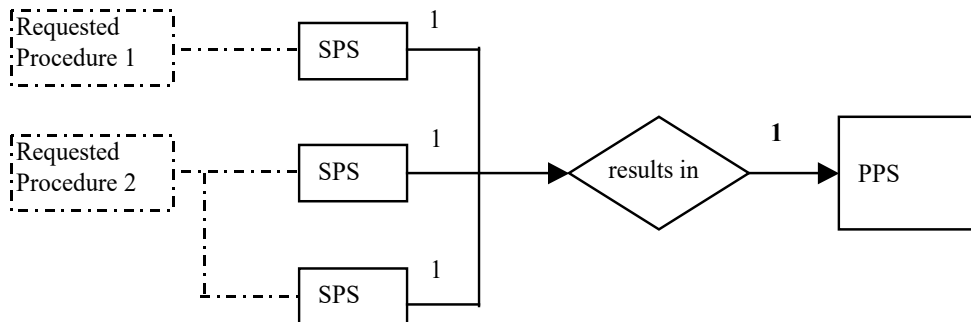 Requested
Procedure 1
SPS
1
Requested
Procedure 2
SPS
1
results in
1
PPS
SPS
1